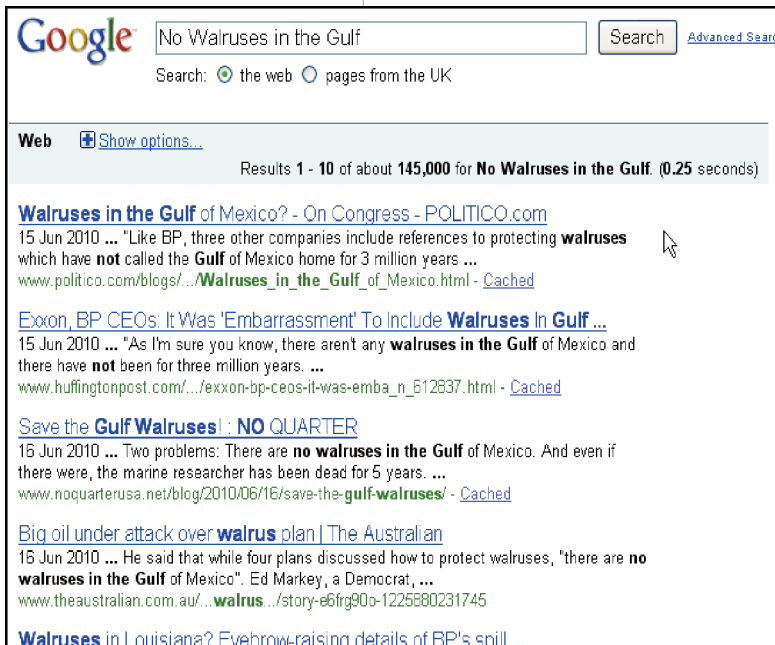 Google No Walruses in the Gulf Search Advanced Sear
Search: the web pages from the UK
Web Show options...
Results 1 - 10 of about 145,000 for No Walruses in the Gulf. (0.25 seconds)
Walruses in the Gulf of Mexico? - On Congress - POLITICO.com
15 Jun 2010 ... "Like BP, three other companies include references to protecting walruses
which have not called the Gulf of Mexico home for 3 million years ...
www.politico.com/blogs/.../Walruses_in_the_Gulf_of_Mexico.html - Cached
Exxon, BP CEOs: It Was 'Embarrassment' To Include Walruses In Gulf ...
15 Jun 2010 ... "As I'm sure you know, there aren't any walruses in the Gulf of Mexico and
there have not been for three million years. ...
www.huffingtonpost.com/.../exxon-bp-ceos-it-was-emba_n_612837.html - Cached
Save the Gulf Walruses! : NO QUARTER
16 Jun 2010 ... Two problems: There are no walruses in the Gulf of Mexico. And even if
there were, the marine researcher has been dead for 5 years. ...
www.noquarterusa.net/blog/2010/06/16/save-the-gulf-walruses/ - Cached
Big oil under attack over walrus plan | The Australian
16 Jun 2010 ... He said that while four plans discussed how to protect walruses, "there are no
walruses in the Gulf of Mexico". Ed Markey, a Democrat, ...
www.theaustralian.com.au/...walrus.../story-e6frg90o-1225880231745
Walruses in Louisiana? Eyebrow-raising details of BP's spill ...